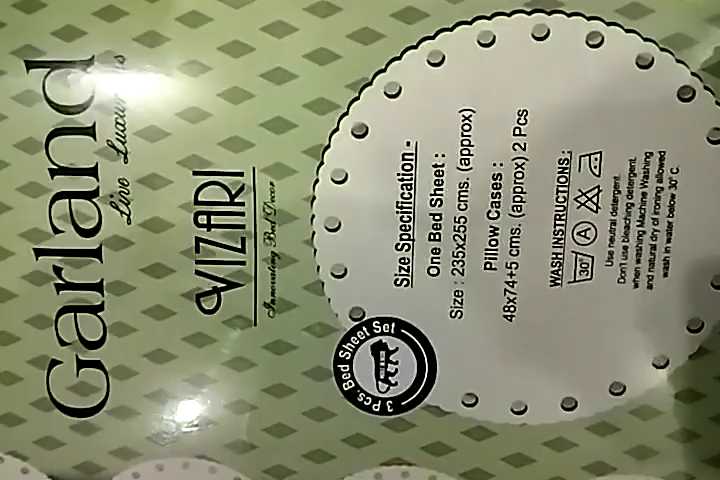 Garland
Live Luxurious
VIZARI
Innovating Bed Decor
Size Specification -
One Bed Sheet :
Size : 235x255 cms. (approx)
Pillow Cases :
48x74+5 cms. (approx) 2 Pcs
WASH INSTRUCTIONS :
30° A
Use neutral detergent.
Don't use bleaching detergent.
when washing Machine Washing
and natural dry of ironing allowed
wash in water below 30° C.
3 Pcs. Bed Sheet Set